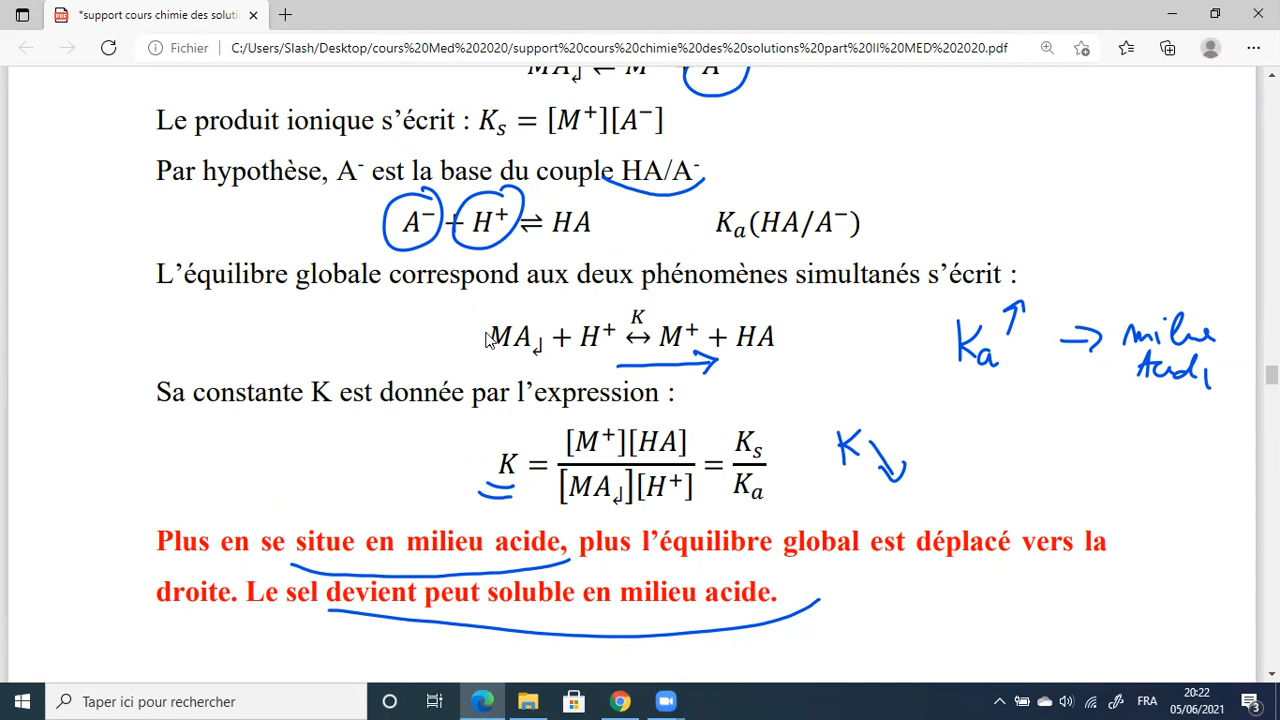 *support cours chimie des soluti
Fichier
C:/Users/Slash/Desktop/cours%20Med%202020/support%20cours%20chimie%20des%20solutions%20part%20II%20MED%202020.pdf
MA↲ ⇌ M A
Le produit ionique s’écrit : Kₛ = [M⁺][A⁻]
Par hypothèse, A⁻ est la base du couple HA/A⁻
A⁻ + H⁺ ⇌ HA Kₐ(HA/A⁻)
L’équilibre globale correspond aux deux phénomènes simultanés s’écrit :
K
MA↲ + H⁺ ↔ M⁺ + HA
Ka ↑ → milieu
Acide
Sa constante K est donnée par l’expression :
K = [M⁺][HA] / [MA↲][H⁺] = Kₛ / Kₐ
K ↘
Plus en se situe en milieu acide, plus l’équilibre global est déplacé vers la
droite. Le sel devient peut soluble en milieu acide.
Taper ici pour rechercher
FRA
20:22
05/06/2021
3